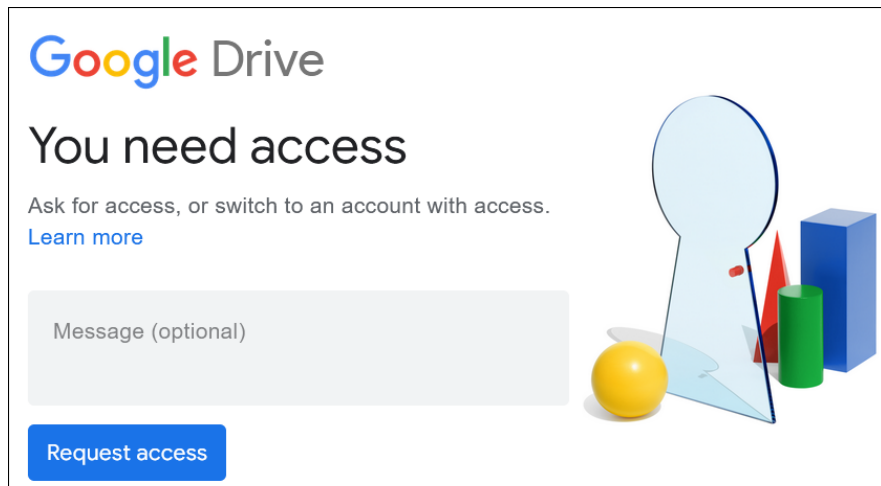 Google Drive
You need access
Ask for access, or switch to an account with access.
Learn more
Message (optional)
Request access